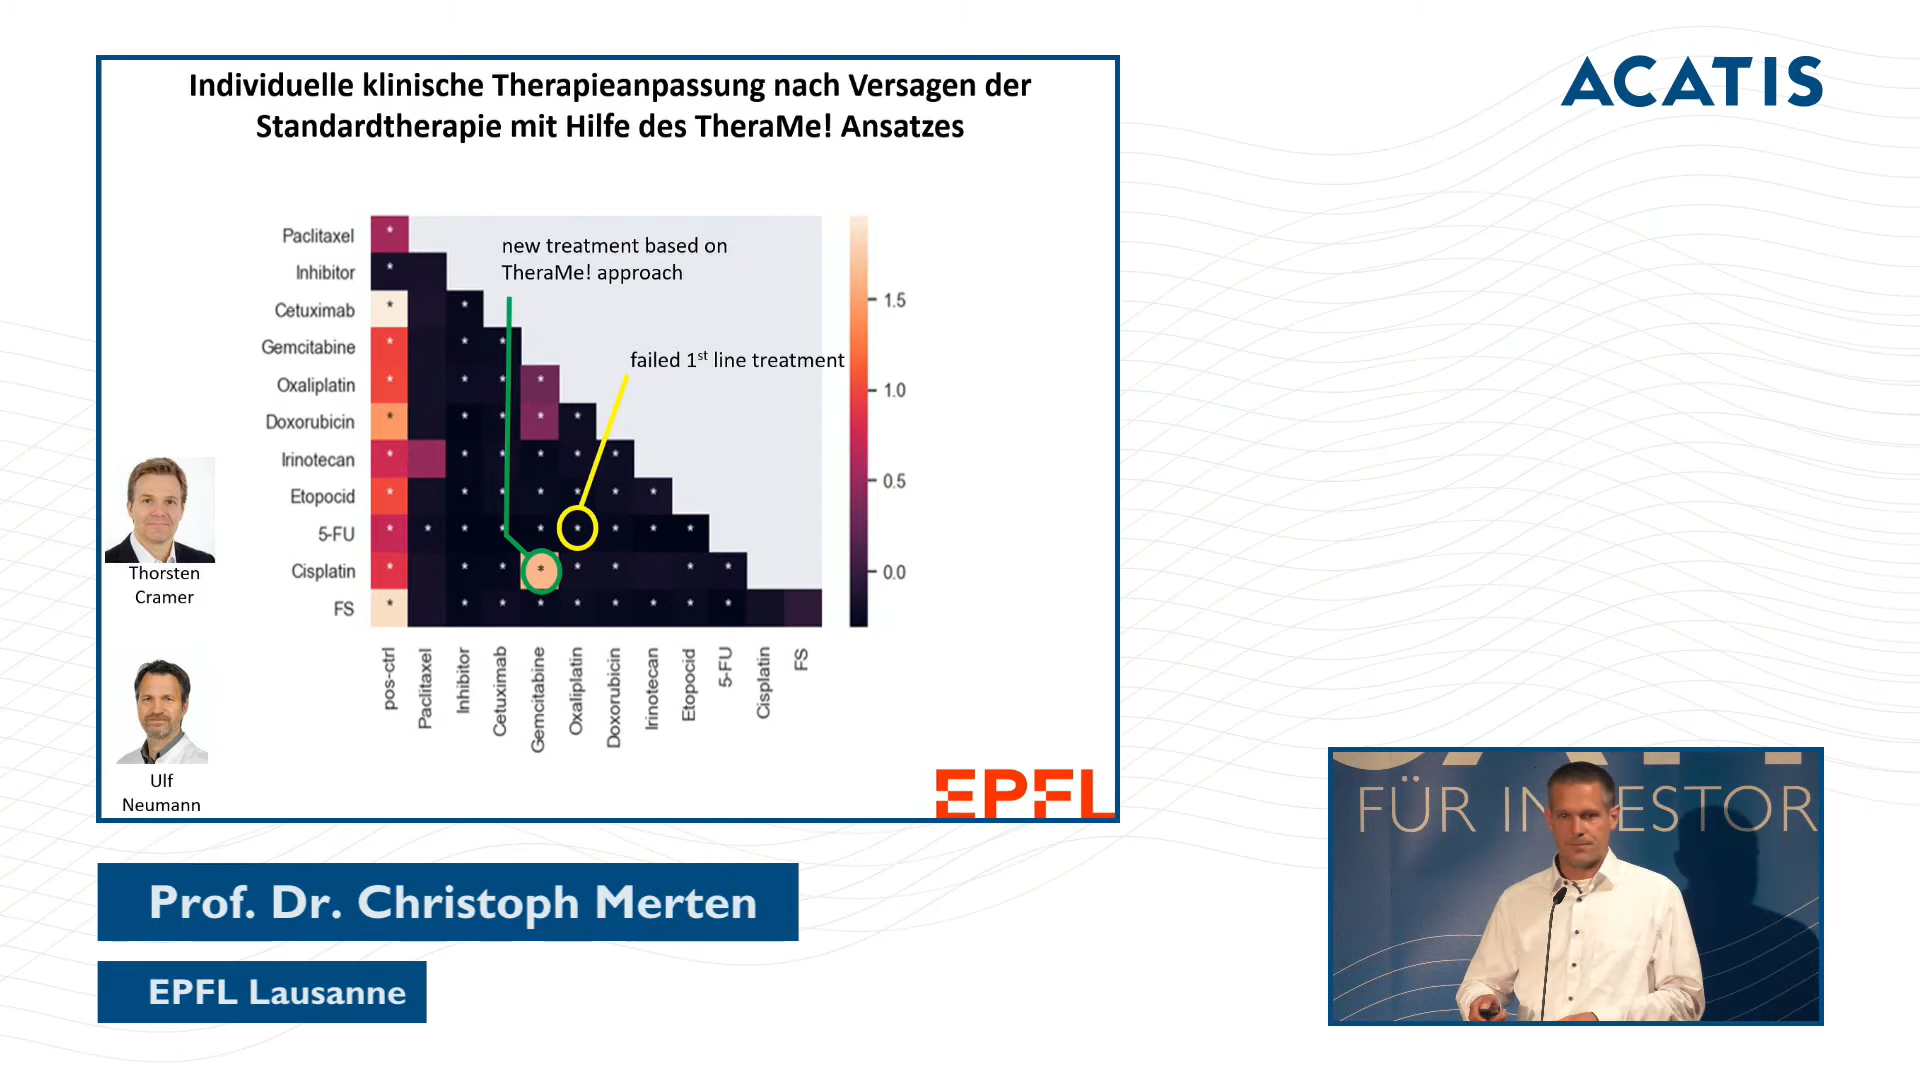 Individuelle klinische Therapieanpassung nach Versagen der
Standardtherapie mit Hilfe des TheraMe! Ansatzes
ACATIS
Paclitaxel
Inhibitor
Cetuximab
Gemcitabine
Oxaliplatin
Doxorubicin
Irinotecan
Etopocid
5-FU
Cisplatin
FS
new treatment based on
TheraMe! approach
failed 1st line treatment
1.5
1.0
0.5
0.0
pos-ctrl
Paclitaxel
Inhibitor
Cetuximab
Gemcitabine
Oxaliplatin
Doxorubicin
Irinotecan
Etopocid
5-FU
Cisplatin
FS
Thorsten
Cramer
Ulf
Neumann
EPFL
FÜR IN ESTOR
Prof. Dr. Christoph Merten
EPFL Lausanne